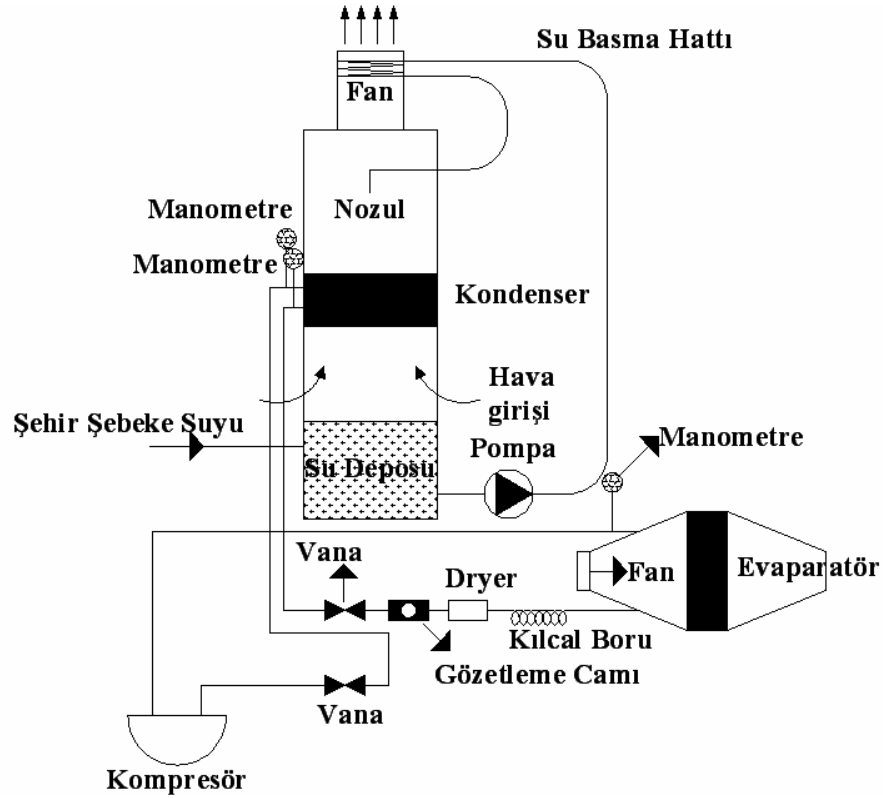 Su Basma Hattı
Fan
Manometre
Nozul
Manometre
Kondenser
Hava
girişi
Şehir Şebeke Suyu
Pompa
Manometre
Su Deposu
Vana
Dryer
Fan
Evaparatör
Kılcal Boru
Gözetleme Camı
Vana
Kompresör